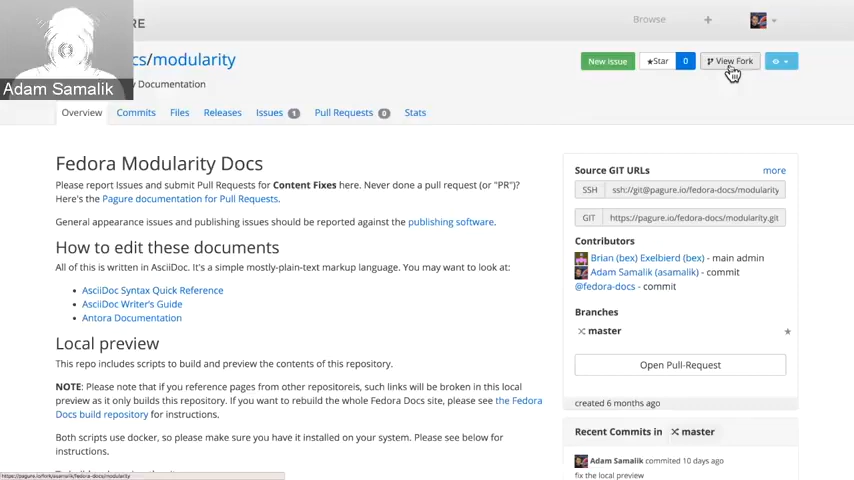 RE
Browse
cs/modularity
New Issue
Star
0
View Fork
Adam Samalik
y Documentation
Overview
Commits
Files
Releases
Issues 1
Pull Requests 0
Stats
Fedora Modularity Docs
Please report Issues and submit Pull Requests for Content Fixes here. Never done a pull request (or "PR")?
Here's the Pagure documentation for Pull Requests.
General appearance issues and publishing issues should be reported against the publishing software.
How to edit these documents
All of this is written in AsciiDoc. It's a simple mostly-plain-text markup language. You may want to look at:
AsciiDoc Syntax Quick Reference
AsciiDoc Writer's Guide
Antora Documentation
Local preview
This repo includes scripts to build and preview the contents of this repository.
NOTE: Please note that if you reference pages from other repositoreis, such links will be broken in this local
preview as it only builds this repository. If you want to rebuild the whole Fedora Docs site, please see the Fedora
Docs build repository for instructions.
Both scripts use docker, so please make sure you have it installed on your system. Please see below for
instructions.
Source GIT URLs
more
SSH ssh://git@pagure.io/fedora-docs/modularity
GIT https://pagure.io/fedora-docs/modularity.git
Contributors
Brian (bex) Exelbierd (bex) - main admin
Adam Samalik (asamalik) - commit
@fedora-docs - commit
Branches
master
Open Pull-Request
created 6 months ago
Recent Commits in master
Adam Samalik commited 10 days ago
fix the local preview
https://pagure.io/fork/asamalik/fedora-docs/modularity